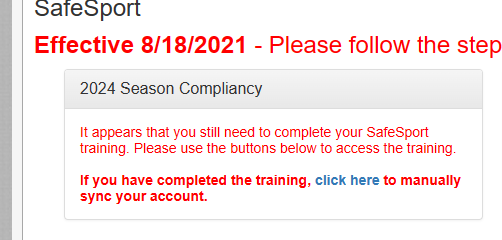 SafeSport
Effective 8/18/2021 - Please follow the step
2024 Season Compliancy
It appears that you still need to complete your SafeSport
training. Please use the buttons below to access the training.
If you have completed the training, click here to manually
sync your account.